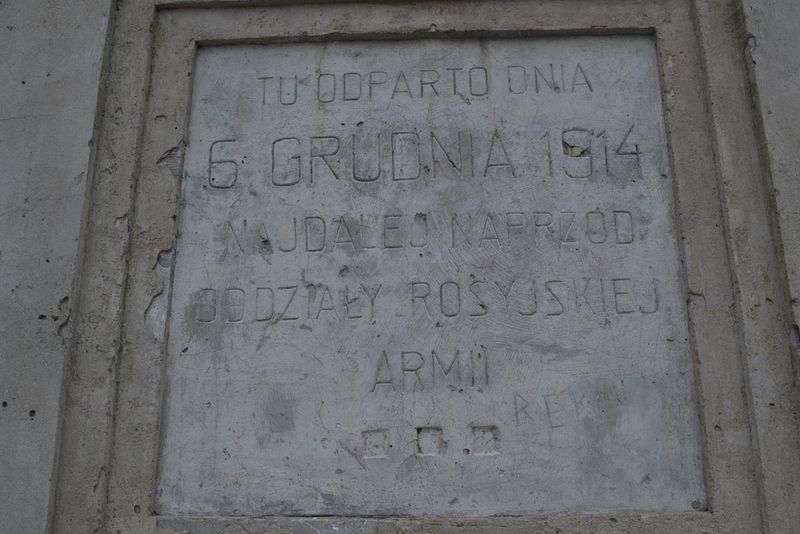 TU ODPARTO DNIA
6 GRUDNIA 1914
NAJDALEJ NAPRZÓD
ODDZIAŁY ROSYJSKIEJ
ARMII